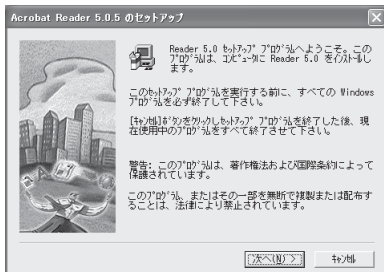 Acrobat Reader 5.0.5 のセットアップ
Reader 5.0 ｾｯﾄｱｯﾌﾟ ﾌﾟﾛｸﾞﾗﾑへようこそ。この
ﾌﾟﾛｸﾞﾗﾑは、ｺﾝﾋﾟｭｰﾀに Reader 5.0 をｲﾝｽﾄｰﾙし
ます。
このｾｯﾄｱｯﾌﾟ ﾌﾟﾛｸﾞﾗﾑを実行する前に、すべての Windows
ﾌﾟﾛｸﾞﾗﾑを必ず終了して下さい。
[ｷｬﾝｾﾙ]ﾎﾞﾀﾝをｸﾘｯｸしｾｯﾄｱｯﾌﾟﾌﾟﾛｸﾞﾗﾑを終了した後、現
在使用中のﾌﾟﾛｸﾞﾗﾑをすべて終了させて下さい。
警告: このﾌﾟﾛｸﾞﾗﾑは、著作権法および国際条約によって
保護されています。
このﾌﾟﾛｸﾞﾗﾑ、またはその一部を無断で複製または配布す
ることは、法律により禁止されています。
次へ(N) >
ｷｬﾝｾﾙ